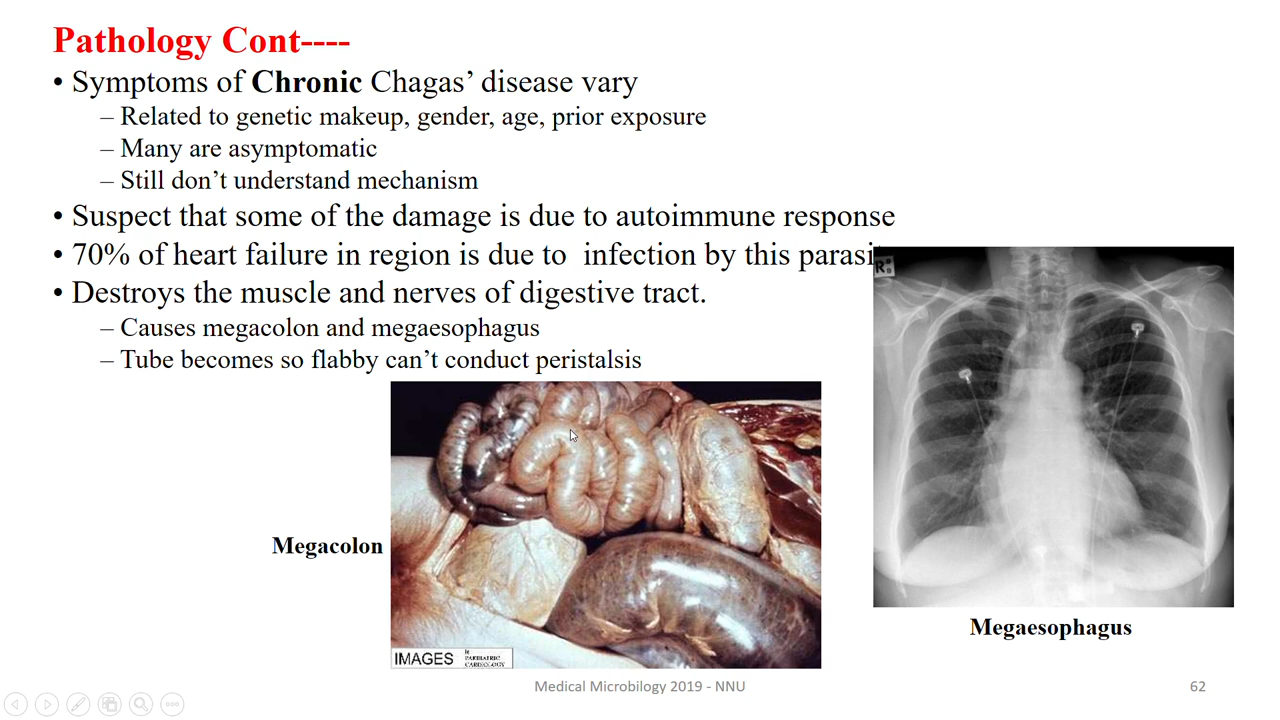 Pathology Cont----
• Symptoms of Chronic Chagas’ disease vary
– Related to genetic makeup, gender, age, prior exposure
– Many are asymptomatic
– Still don’t understand mechanism
• Suspect that some of the damage is due to autoimmune response
• 70% of heart failure in region is due to infection by this parasi
• Destroys the muscle and nerves of digestive tract.
– Causes megacolon and megaesophagus
– Tube becomes so flabby can’t conduct peristalsis
R
Megacolon
IMAGES
in
PAEDIATRIC
CARDIOLOGY
Megaesophagus
Medical Microbilogy 2019 - NNU
62